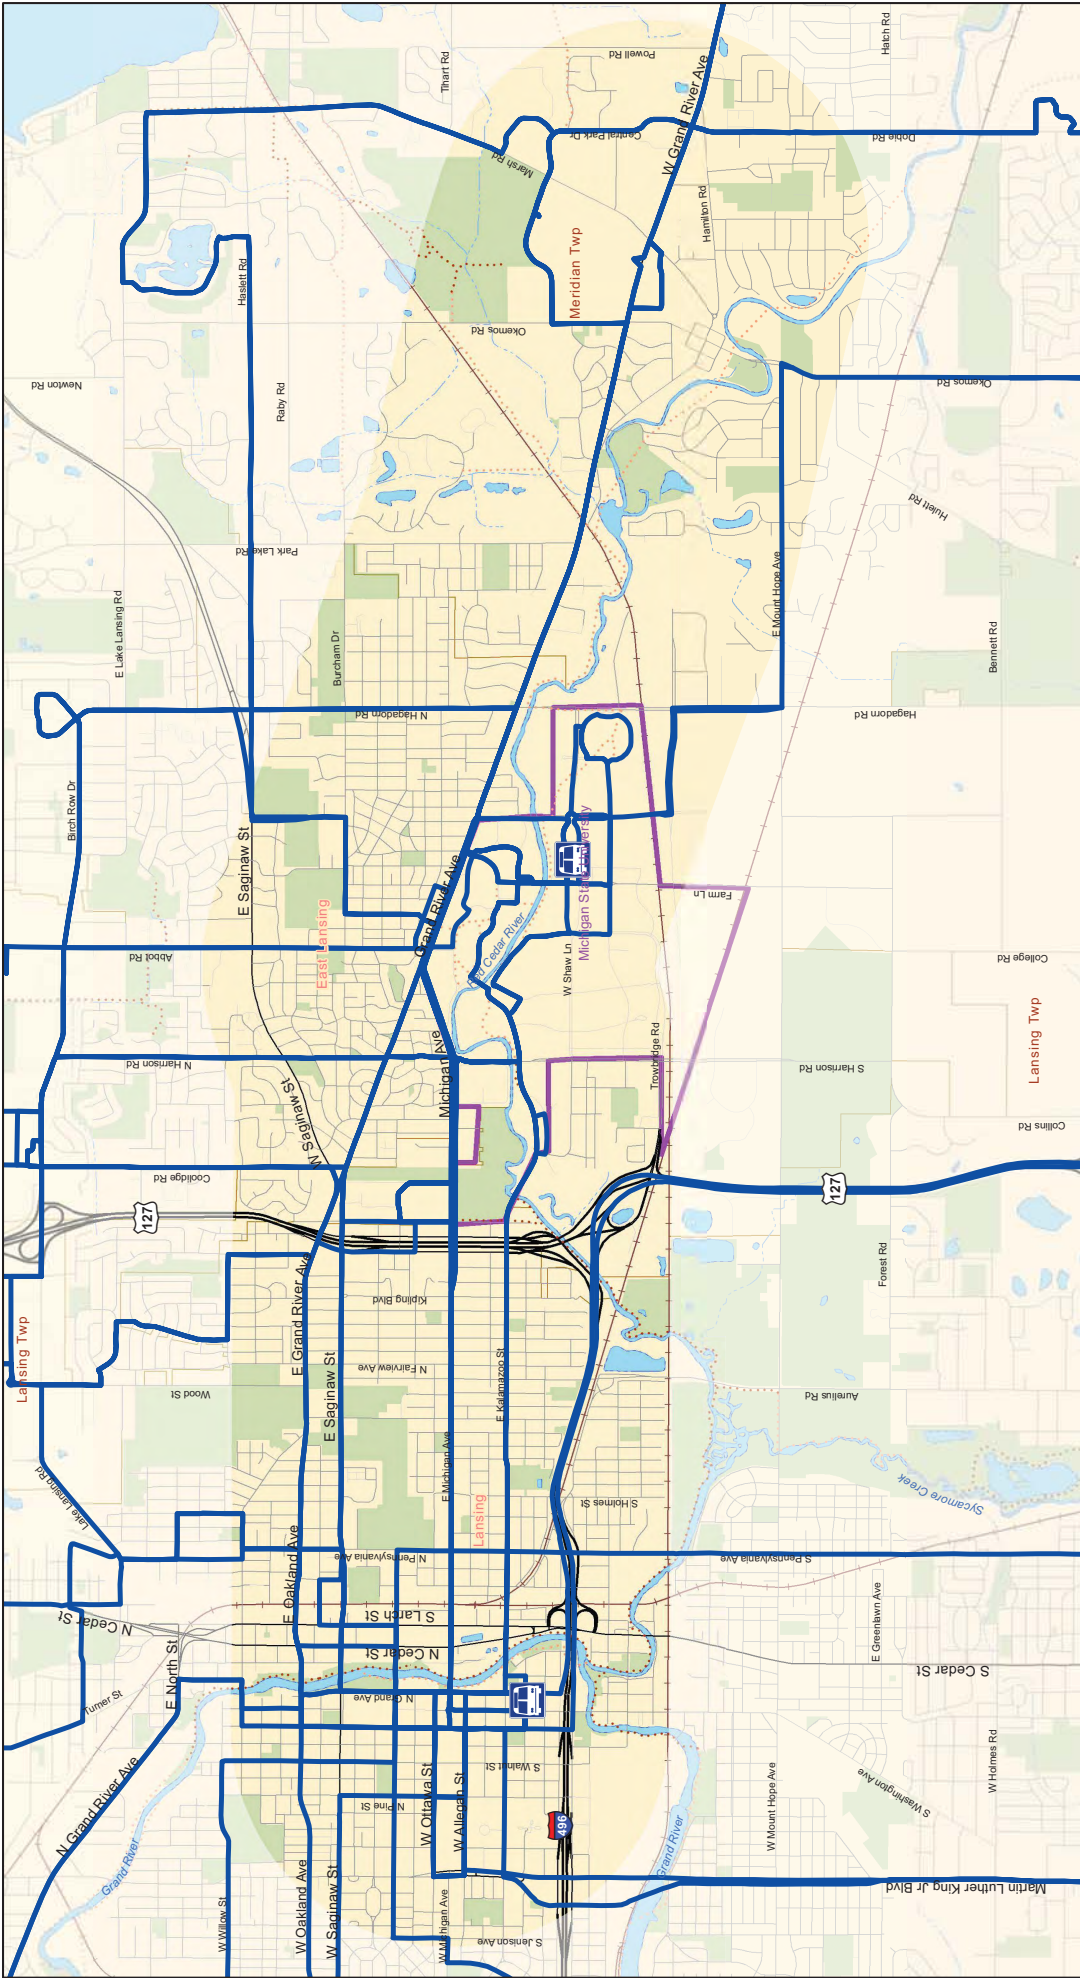 Hatch Rd
Powell Rd
Tihart Rd
W Grand River Ave
Central Park Dr
Dobie Rd
Marsh Rd
Hamilton Rd
Meridian Twp
Haslett Rd
Okemos Rd
Newton Rd
Okemos Rd
Raby Rd
Hulett Rd
Park Lake Rd
E Mount Hope Ave
E Lake Lansing Rd
Bennett Rd
Burcham Dr
N Hagadorn Rd
Hagadorn Rd
Birch Row Dr
E Saginaw St
Michigan State University
Grand River Ave
Farm Ln
East Lansing
Red Cedar River
Abbot Rd
W Shaw Ln
College Rd
Lansing Twp
N Harrison Rd
Michigan Ave
Trowbridge Rd
S Harrison Rd
W Saginaw St
Collins Rd
Coolidge Rd
127
127
Forest Rd
E Grand River Ave
Kipling Blvd
Lansing Twp
N Fairview Ave
E Kalamazoo St
Wood St
E Saginaw St
Aurelius Rd
E Michigan Ave
Lake Lansing Rd
Sycamore Creek
S Holmes St
Lansing
E Oakland Ave
N Pennsylvania Ave
S Pennsylvania Ave
N Cedar St
S Larch St
E Greenlawn Ave
N Cedar St
E North St
S Cedar St
Turner St
N Grand Ave
S Walnut St
W Holmes Rd
N Grand River Ave
W Ottawa St
W Allegan St
N Pine St
W Mount Hope Ave
S Washington Ave
496
Grand River
Grand River
Martin Luther King Jr Blvd
W Willow St
W Oakland Ave
W Saginaw St
W Michigan Ave
S Jenison Ave